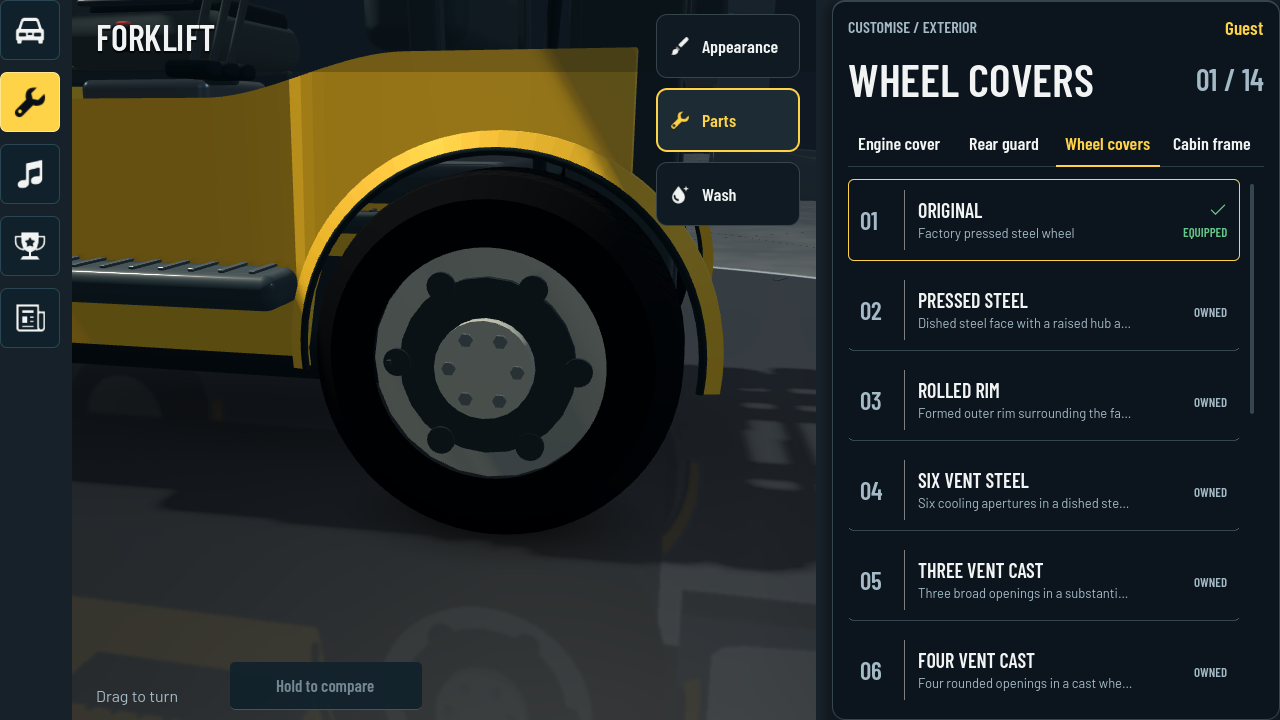 FORKLIFT
Appearance
Parts
Wash
Drag to turn
Hold to compare
CUSTOMISE / EXTERIOR
Guest
WHEEL COVERS
01 / 14
Engine cover
Rear guard
Wheel covers
Cabin frame
01
ORIGINAL
Factory pressed steel wheel
EQUIPPED
02
PRESSED STEEL
Dished steel face with a raised hub a...
OWNED
03
ROLLED RIM
Formed outer rim surrounding the fa...
OWNED
04
SIX VENT STEEL
Six cooling apertures in a dished ste...
OWNED
05
THREE VENT CAST
Three broad openings in a substanti...
OWNED
06
FOUR VENT CAST
Four rounded openings in a cast whe...
OWNED